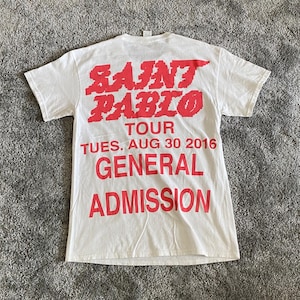 SAINT
PABLO
TOUR
TUES, AUG 30 2016
GENERAL
ADMISSION